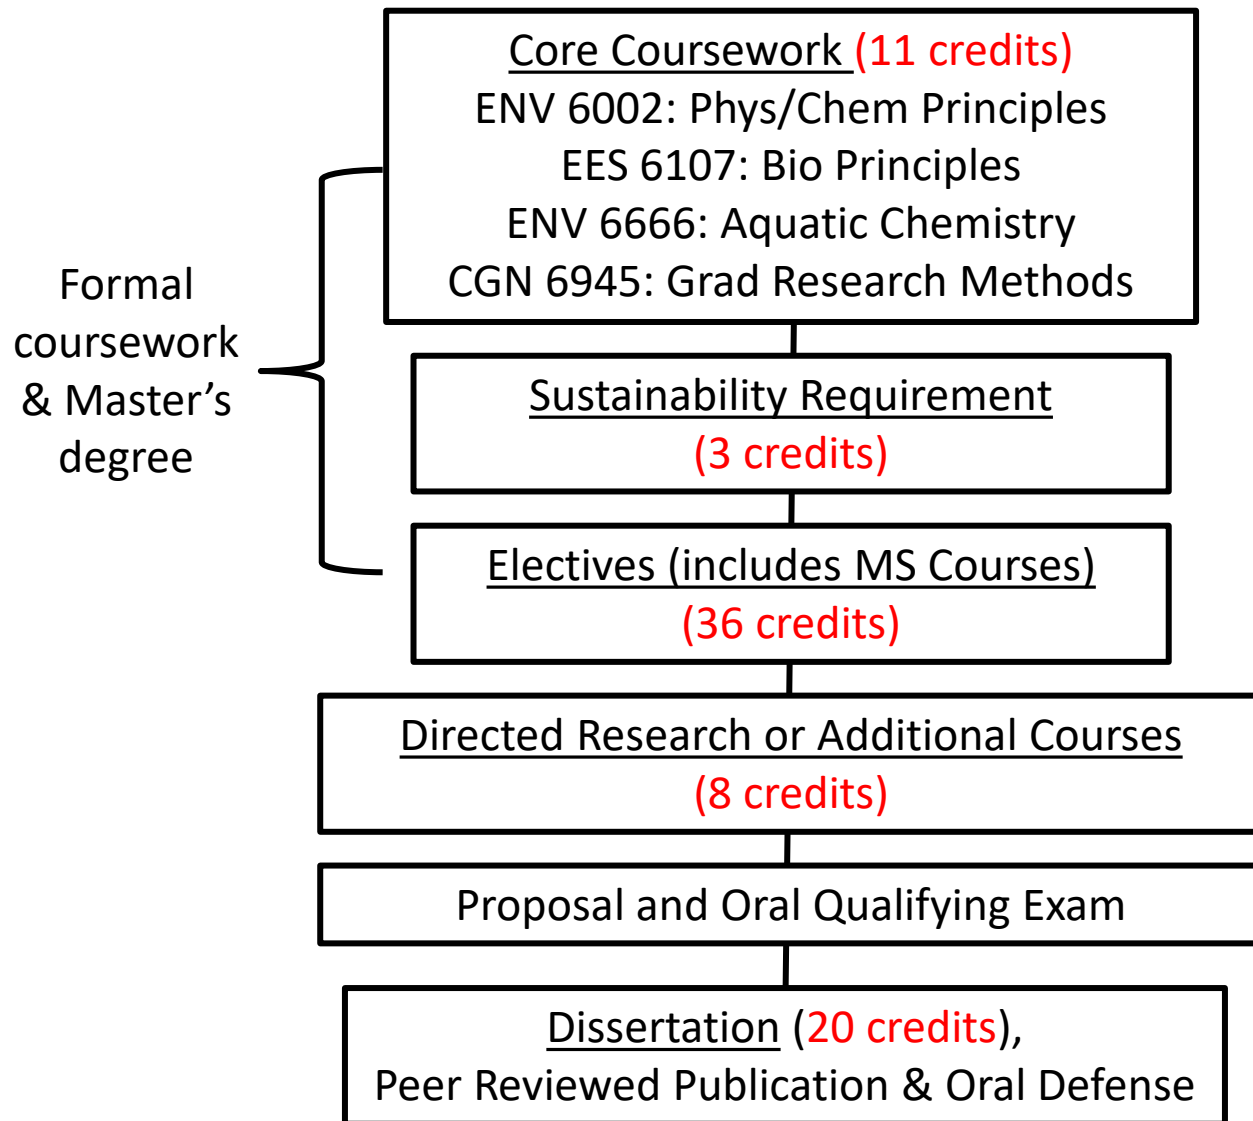 Core Coursework (11 credits)
ENV 6002: Phys/Chem Principles
EES 6107: Bio Principles
ENV 6666: Aquatic Chemistry
CGN 6945: Grad Research Methods
Formal
coursework
& Master’s
degree
Sustainability Requirement
(3 credits)
Electives (includes MS Courses)
(36 credits)
Directed Research or Additional Courses
(8 credits)
Proposal and Oral Qualifying Exam
Dissertation (20 credits),
Peer Reviewed Publication & Oral Defense